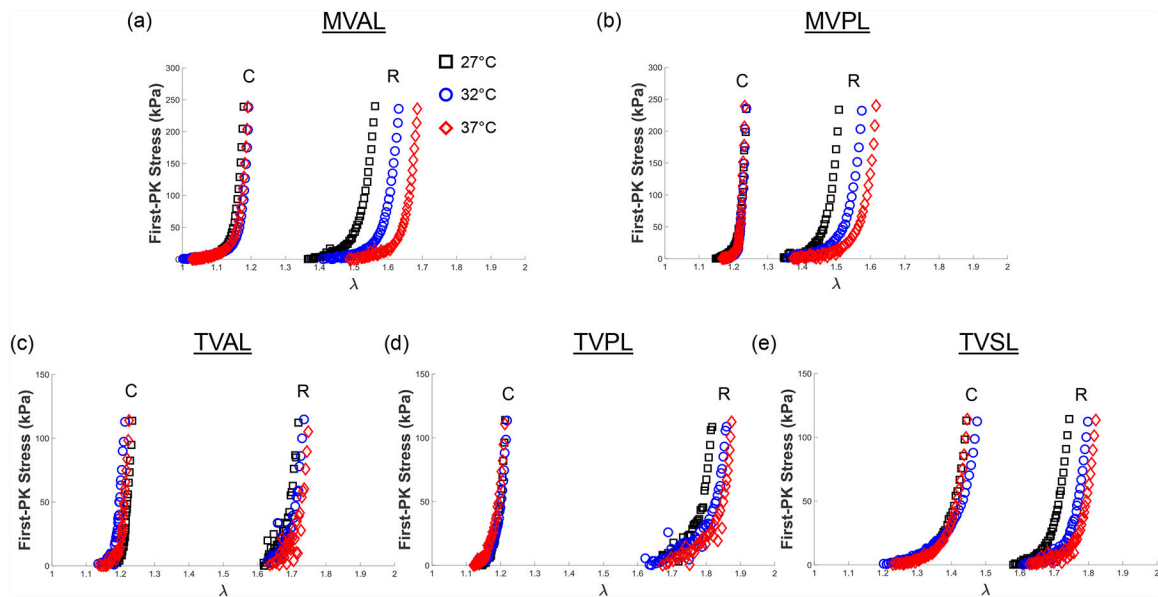 (a) MVAL
(b) MVPL
C R
27°C
32°C
37°C
C R
First-PK Stress (kPa)
300
250
200
150
100
50
0
1 1.1 1.2 1.3 1.4 1.5 1.6 1.7 1.8 1.9 2
λ
First-PK Stress (kPa)
300
250
200
150
100
50
0
1 1.1 1.2 1.3 1.4 1.5 1.6 1.7 1.8 1.9 2
λ
(c) TVAL
(d) TVPL
(e) TVSL
C R
First-PK Stress (kPa)
150
100
50
0
1 1.1 1.2 1.3 1.4 1.5 1.6 1.7 1.8 1.9 2
λ
C R
First-PK Stress (kPa)
150
100
50
0
1 1.1 1.2 1.3 1.4 1.5 1.6 1.7 1.8 1.9 2
λ
C R
First-PK Stress (kPa)
150
100
50
0
1 1.1 1.2 1.3 1.4 1.5 1.6 1.7 1.8 1.9 2
λ